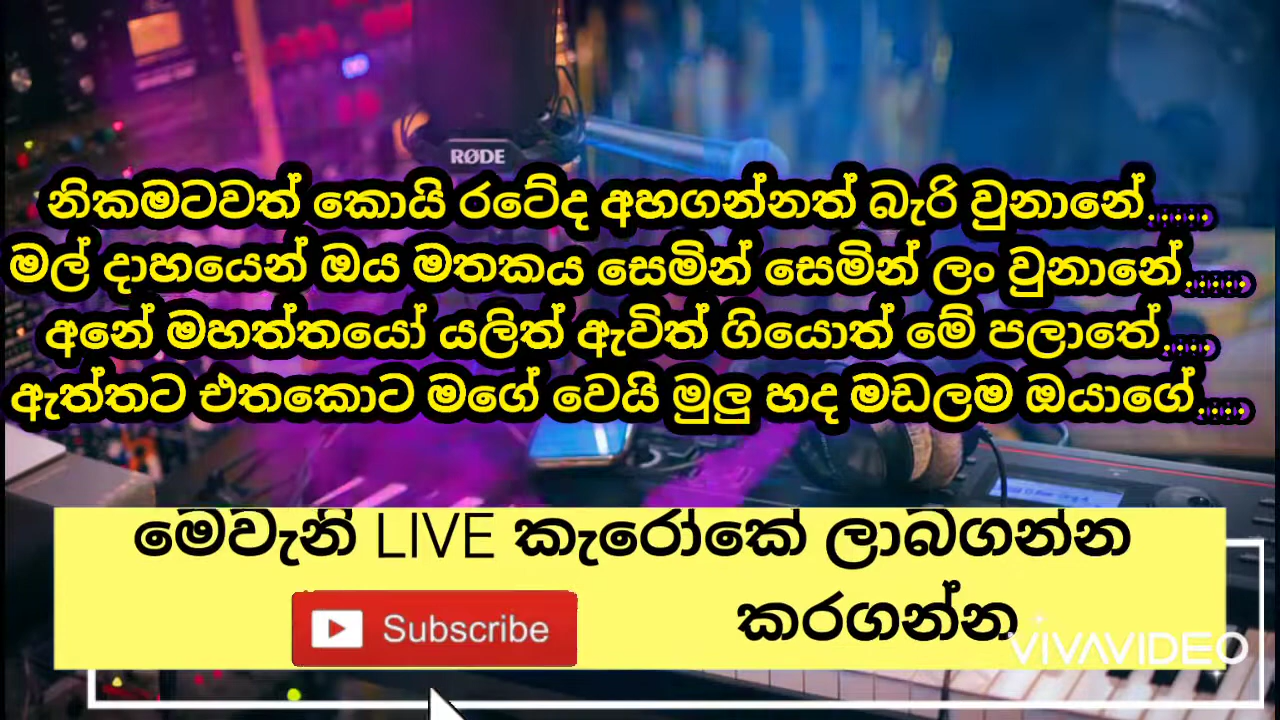 RØDE
නිකමටවත් කොයි රටේද අහගන්නත් බැරි වුනානේ......
මල් දාහයෙන් ඔය මතකය සෙමින් සෙමින් ලං වුනානේ......
අනේ මහත්තයෝ යලිත් ඇවිත් ගියොත් මේ පලාතේ.....
ඇත්තට එතකොට මගේ වෙයි මුලු හද මඩලම ඔයාගේ.....
මෙවැනි LIVE කැරෝකේ ලාබගන්න
Subscribe කරගන්න
VIVAVIDEO